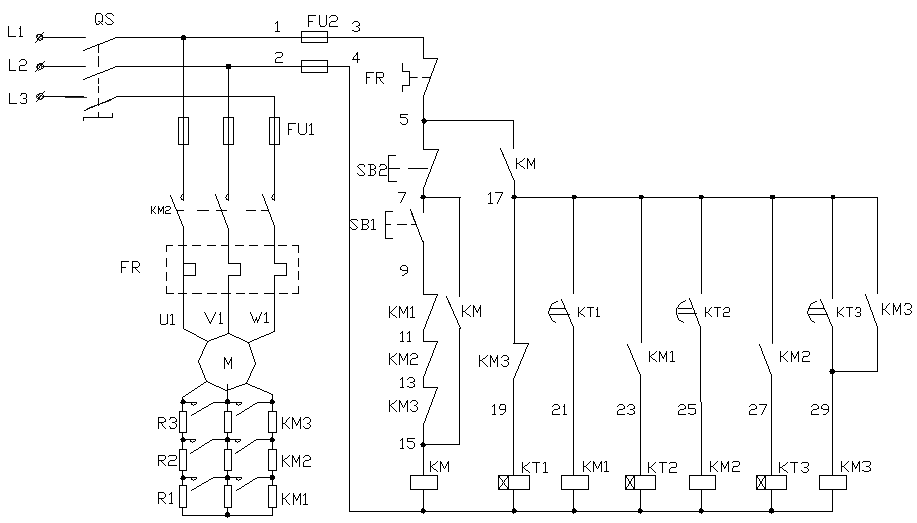 QS
L1 1 FU2 3
L2 2 4
L3 FR
5
FU1
SB2 KM
7 17
KM2 SB1
FR 9
KM1 KM KT1 KT2 KT3 KM3
U1 V1 W1
11
M KM2 KM3 KM1 KM2
13
KM3 19 21 23 25 27 29
R3 KM3
15
R2 KM2 KM KT1 KM1 KT2 KM2 KT3 KM3
R1 KM1